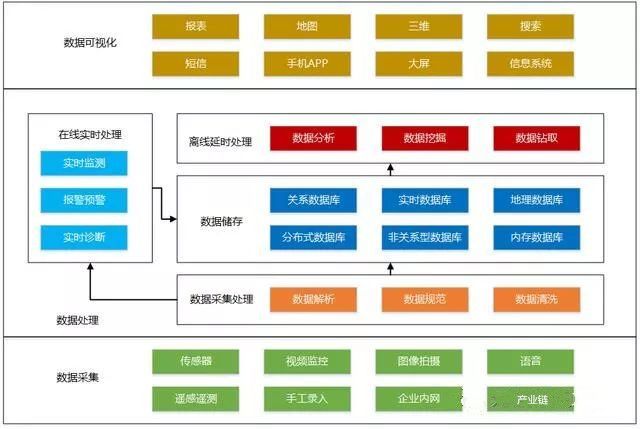 数据可视化
报表
地图
三维
搜索
短信
手机APP
大屏
信息系统
在线实时处理
实时监测
报警预警
实时诊断
离线延时处理
数据分析
数据挖掘
数据钻取
数据储存
关系数据库
实时数据库
地理数据库
分布式数据库
非关系型数据库
内存数据库
数据采集处理
数据解析
数据规范
数据清洗
数据处理
数据采集
传感器
视频监控
图像拍摄
语音
遥感遥测
手工录入
企业内网
产业链